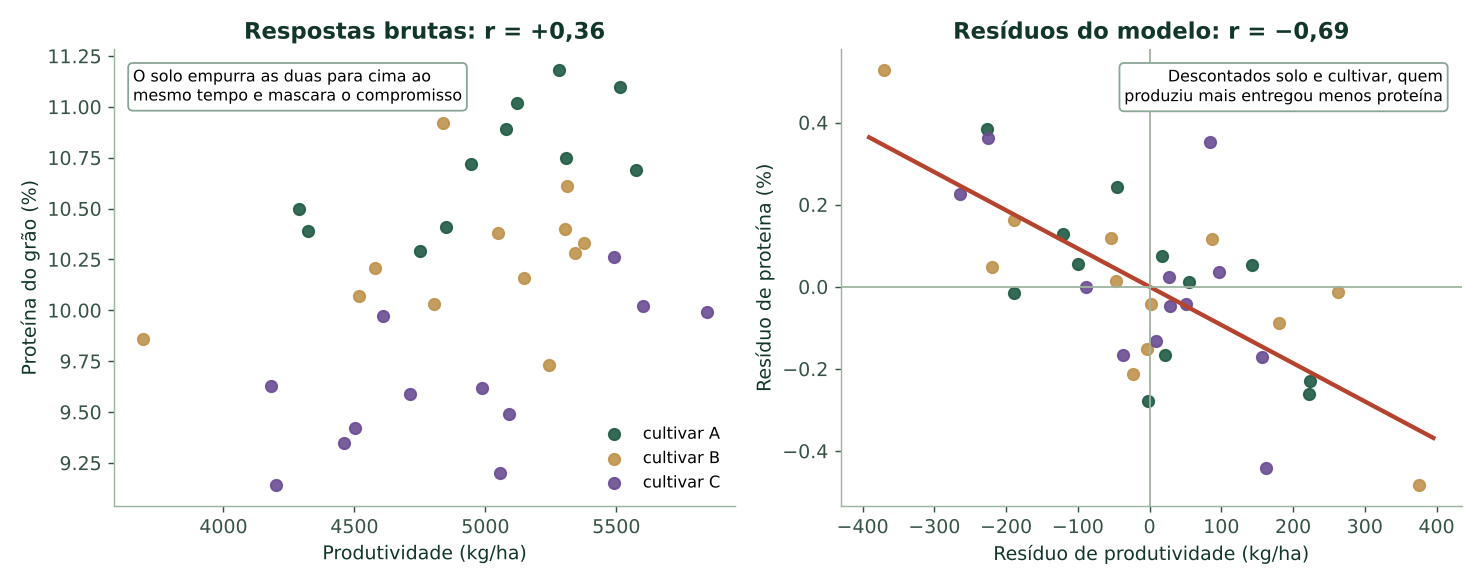 Respostas brutas: r = +0,36
O solo empurra as duas para cima ao
mesmo tempo e mascara o compromisso
Proteína do grão (%)
11.25
11.00
10.75
10.50
10.25
10.00
9.75
9.50
9.25
cultivar A
cultivar B
cultivar C
4000
4500
5000
5500
Produtividade (kg/ha)
Resíduos do modelo: r = −0,69
Descontados solo e cultivar, quem
produziu mais entregou menos proteína
Resíduo de proteína (%)
0.4
0.2
0.0
−0.2
−0.4
−400
−300
−200
−100
0
100
200
300
400
Resíduo de produtividade (kg/ha)